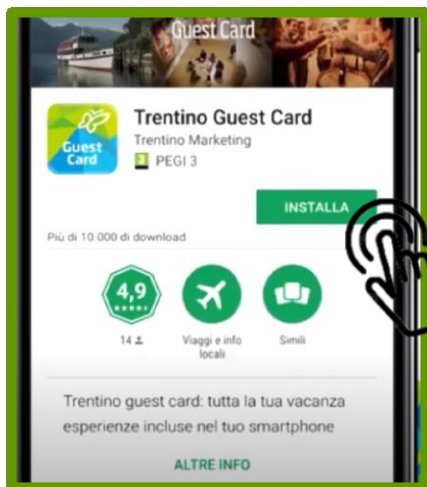 Guest Card
Guest
Card
Trentino Guest Card
Trentino Marketing
3 PEGI 3
INSTALLA
Più di 10.000 di download
4,9
14
Viaggi e info
locali
Simili
Trentino guest card: tutta la tua vacanza
esperienze incluse nel tuo smartphone
ALTRE INFO